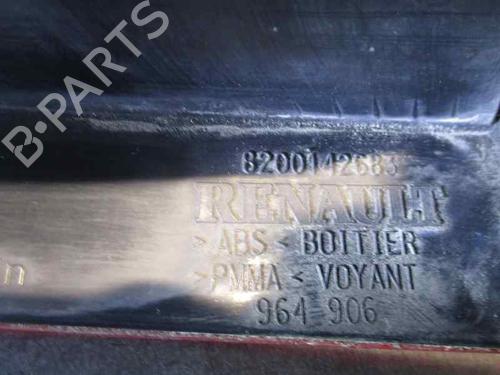 8200142683
RENAULT
>ABS< BOITIER
>PMMA< VOYANT
964 906
B-PARTS